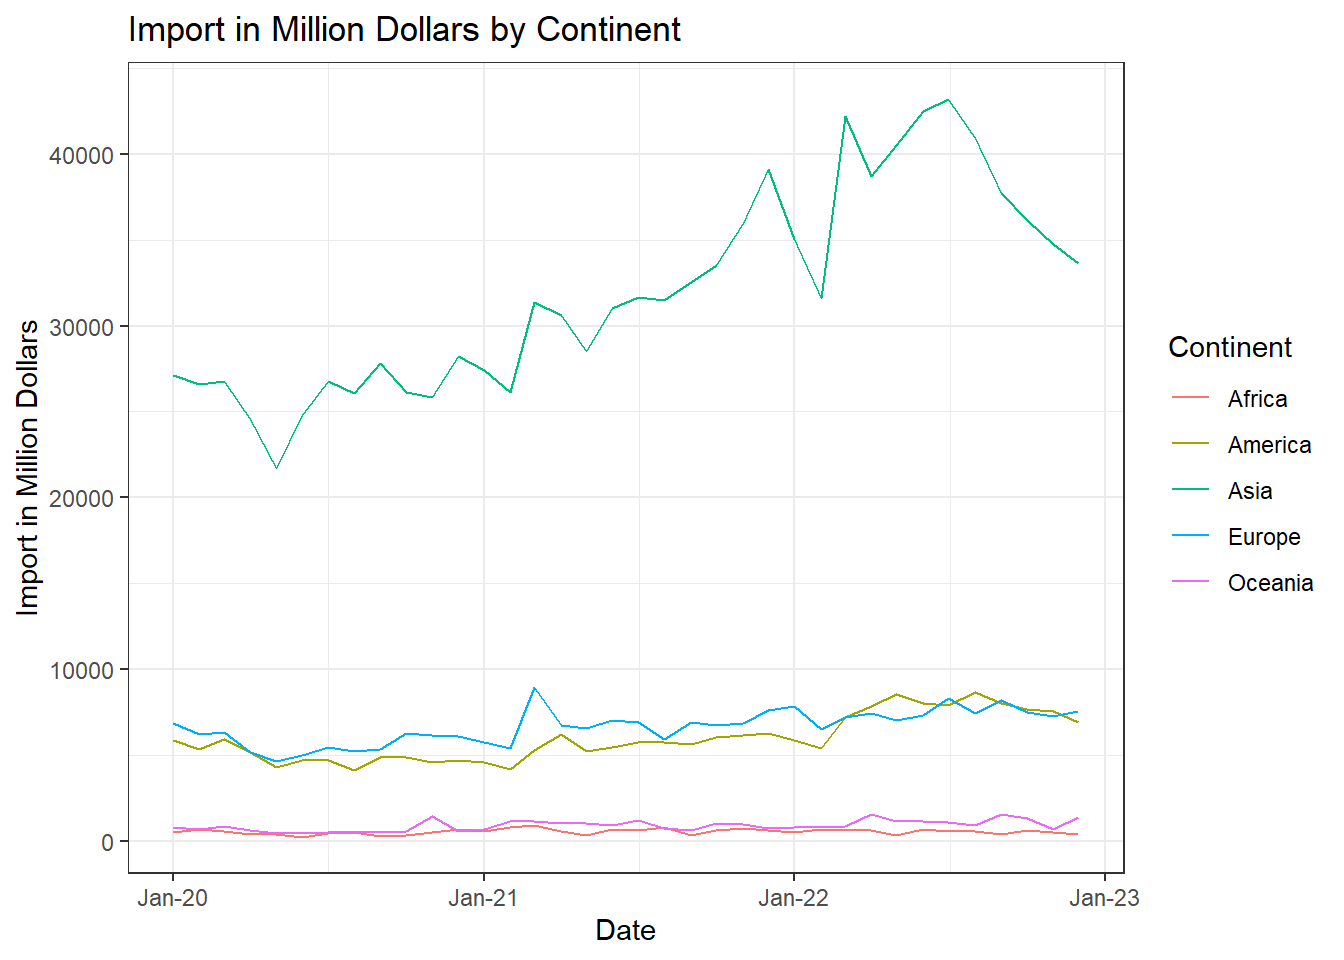 Import in Million Dollars by Continent
Import in Million Dollars
40000
30000
20000
10000
0
Jan-20
Jan-21
Jan-22
Jan-23
Date
Continent
Africa
America
Asia
Europe
Oceania